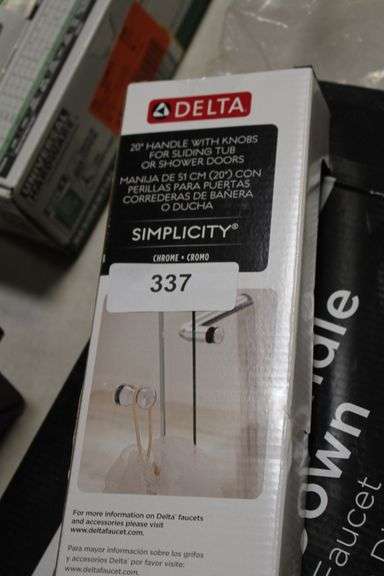 DELTA
20" HANDLE WITH KNOBS
FOR SLIDING TUB
OR SHOWER DOORS
MANIJA DE 51 CM (20") CON
PERILLAS PARA PUERTAS
CORREDERAS DE BAÑERA
O DUCHA
SIMPLICITY®
CHROME • CROMO
337
For more information on Delta® faucets
and accessories please visit
www.deltafaucet.com.
Para mayor información sobre los grifos
y accesorios Delta® por favor visite:
www.deltafaucet.com.
own
Faucet